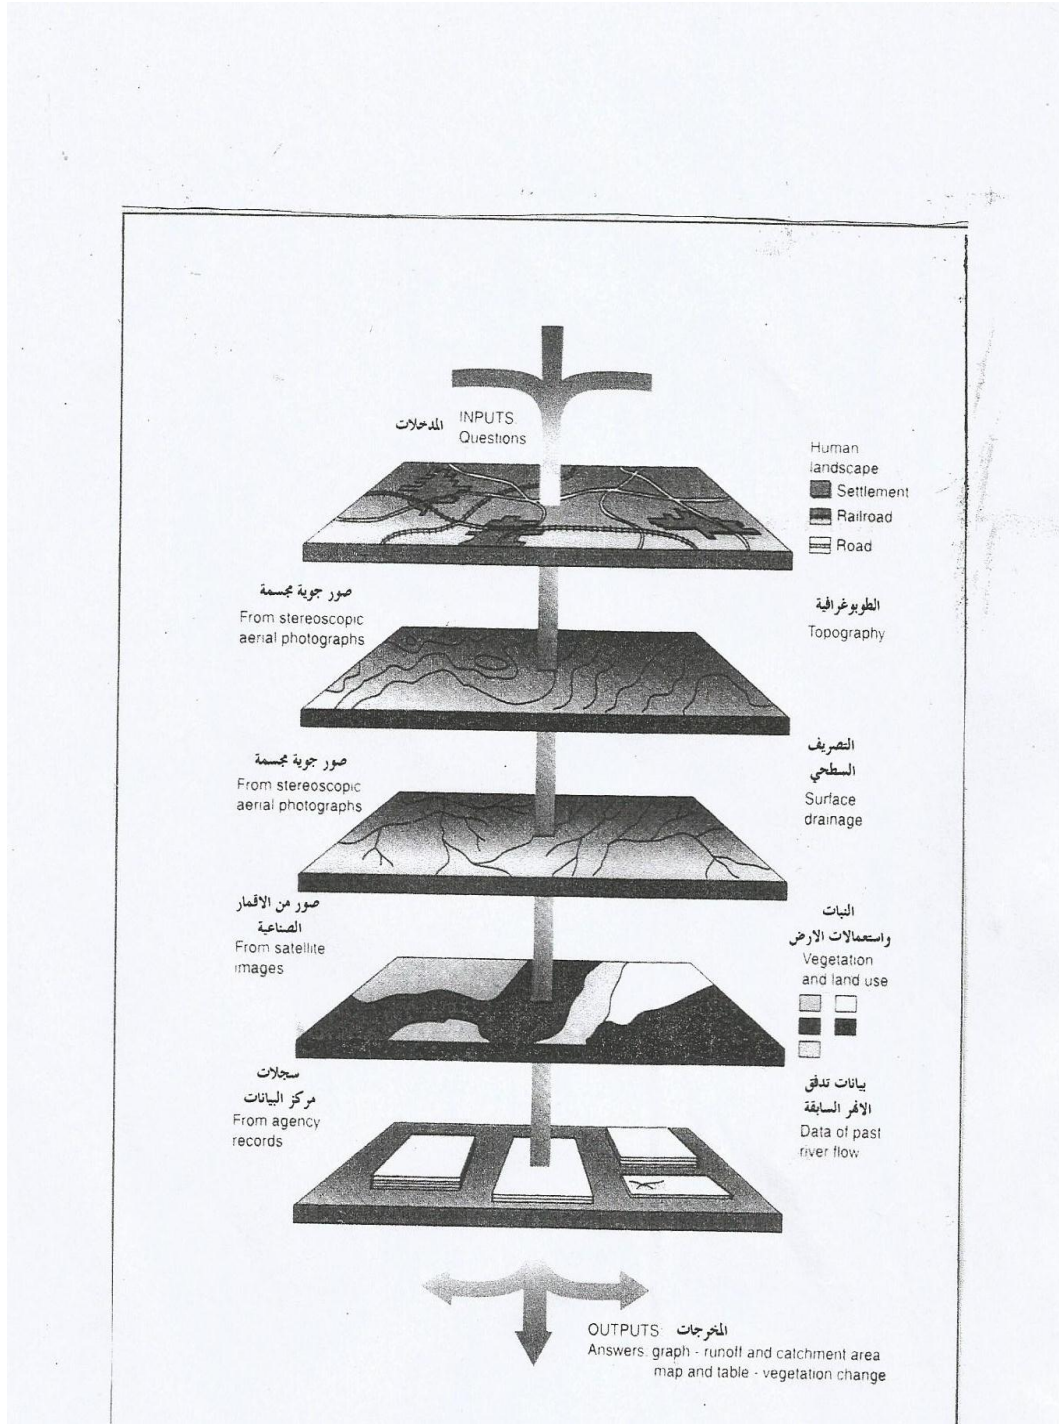 المدخلات
INPUTS
Questions
Human
landscape
Settlement
Railroad
Road
صور جوية مجسمة
From stereoscopic
aerial photographs
الطوبوغرافية
Topography
صور جوية مجسمة
From stereoscopic
aerial photographs
التصريف
السطحي
Surface
drainage
صور من الاقمار
الصناعية
From satellite
images
النبات
واستعمالات الارض
Vegetation
and land use
سجلات
مركز البيانات
From agency
records
بيانات تدفق
الانهر السابقة
Data of past
river flow
OUTPUTS: المخرجات
Answers. graph - runoff and catchment area
map and table - vegetation change